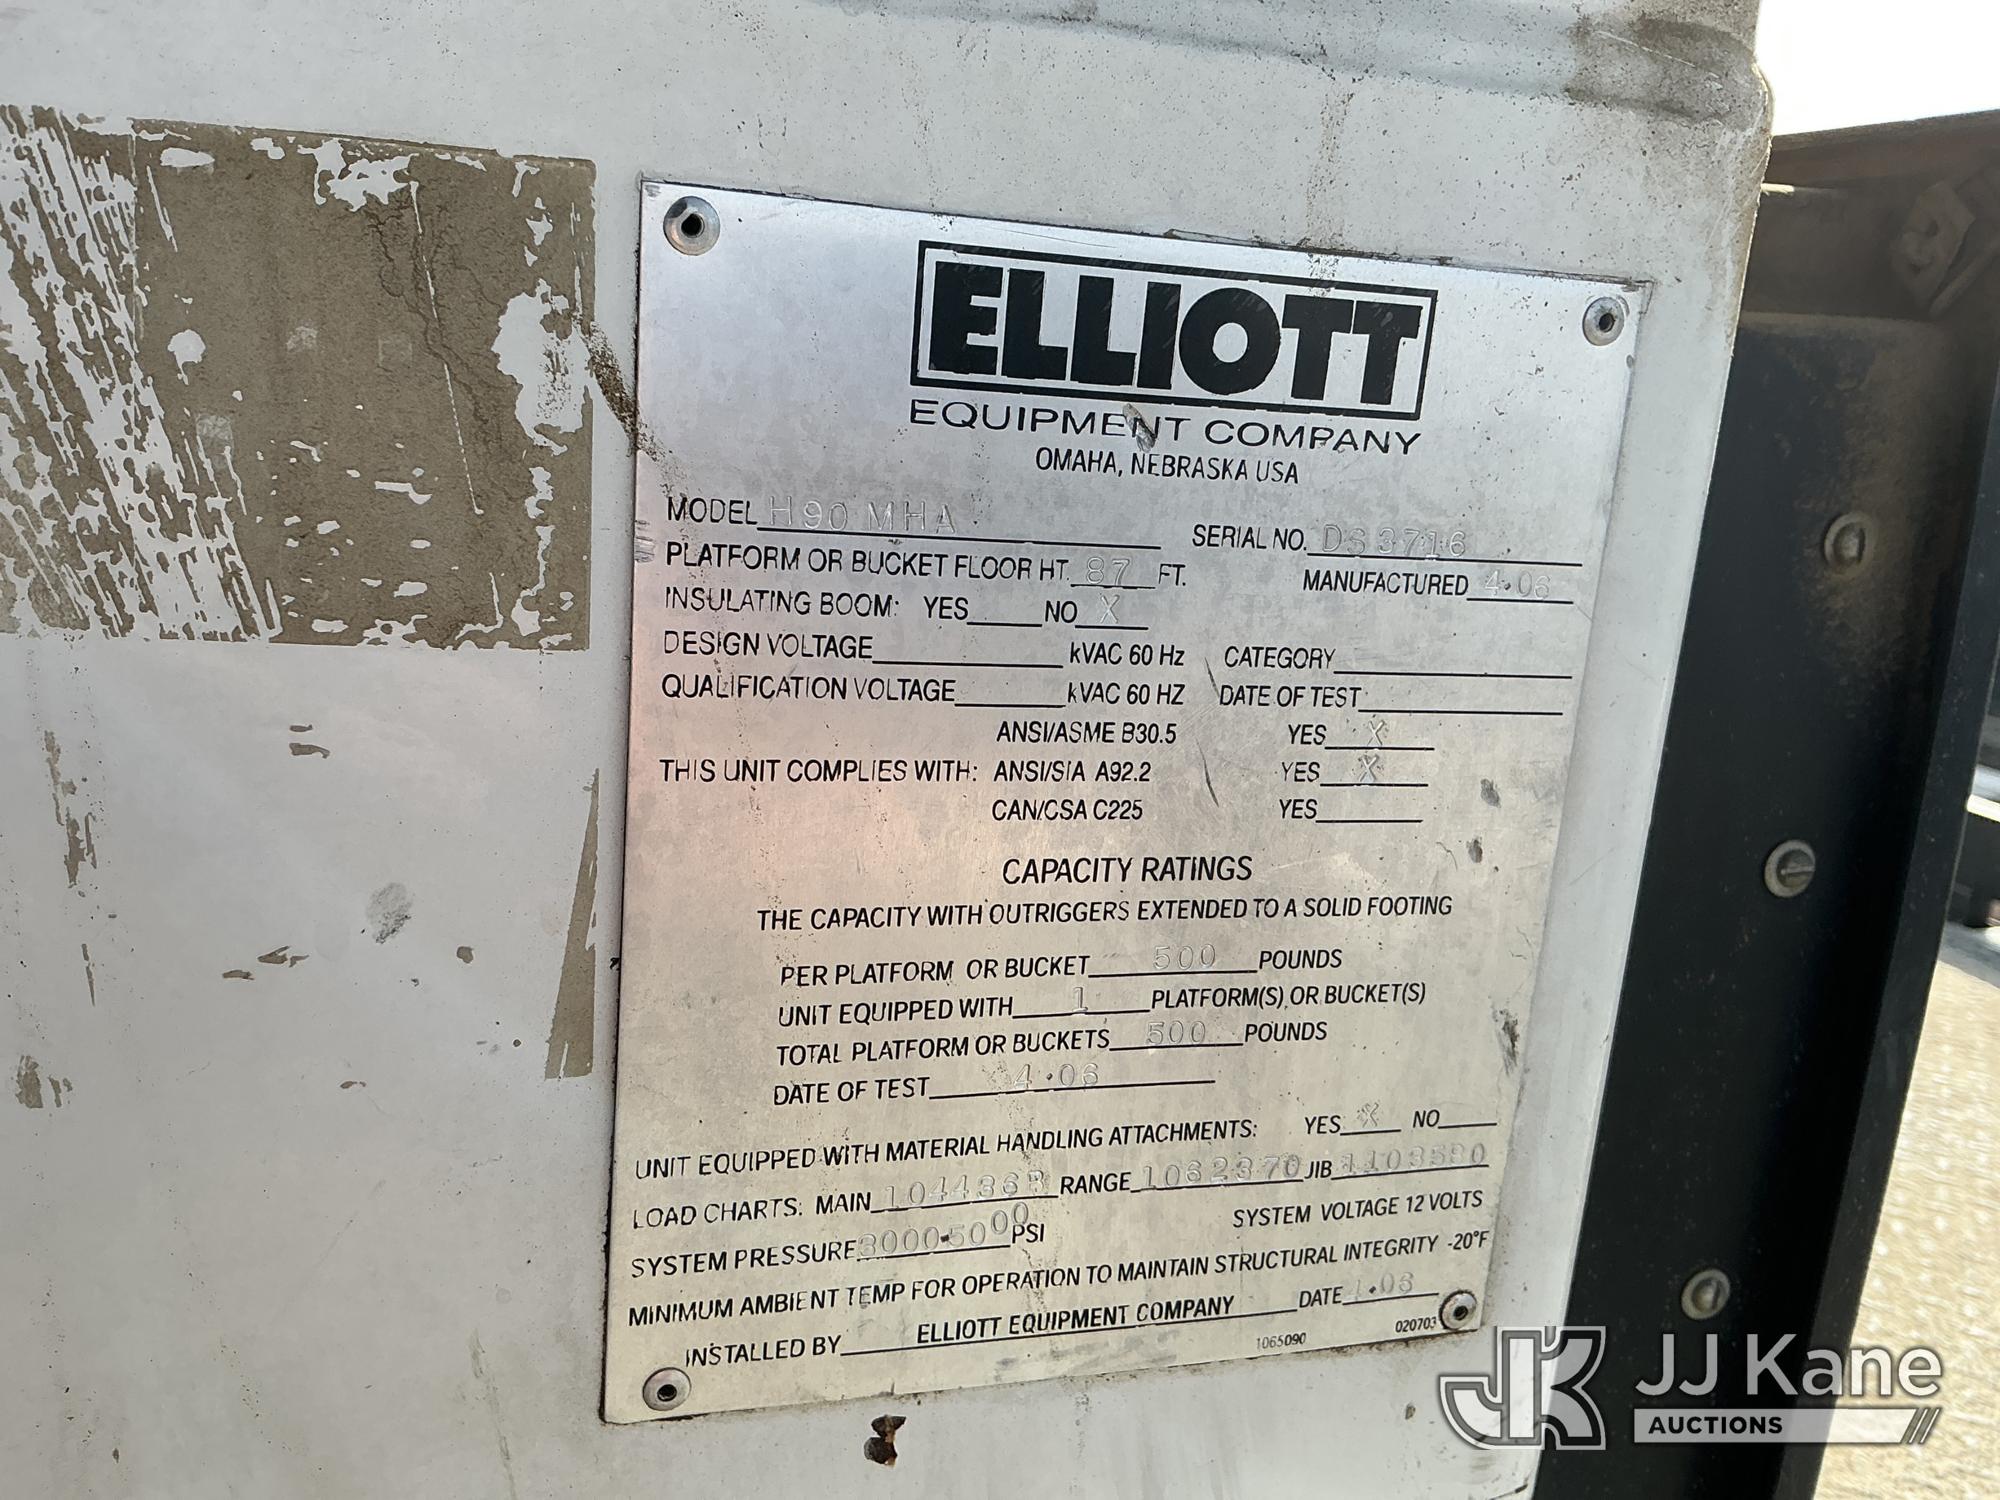 ELLIOTT
EQUIPMENT COMPANY
OMAHA, NEBRASKA USA
MODEL H90 MHA SERIAL NO. DS3716
PLATFORM OR BUCKET FLOOR HT. 87 FT. MANUFACTURED 4•06
INSULATING BOOM: YES NO X
DESIGN VOLTAGE kVAC 60 Hz CATEGORY
QUALIFICATION VOLTAGE kVAC 60 HZ DATE OF TEST
ANSI/ASME B30.5 YES X
THIS UNIT COMPLIES WITH: ANSI/SIA A92.2 YES X
CAN/CSA C225 YES
CAPACITY RATINGS
THE CAPACITY WITH OUTRIGGERS EXTENDED TO A SOLID FOOTING
PER PLATFORM OR BUCKET 500 POUNDS
UNIT EQUIPPED WITH 1 PLATFORM(S) OR BUCKET(S)
TOTAL PLATFORM OR BUCKETS 500 POUNDS
DATE OF TEST 4•06
UNIT EQUIPPED WITH MATERIAL HANDLING ATTACHMENTS: YES X NO
LOAD CHARTS: MAIN RANGE 1062370 JIB
SYSTEM PRESSURE 3000-5000 PSI SYSTEM VOLTAGE 12 VOLTS
MINIMUM AMBIENT TEMP FOR OPERATION TO MAINTAIN STRUCTURAL INTEGRITY -20°F
INSTALLED BY ELLIOTT EQUIPMENT COMPANY DATE 4•06
1065090 020703
JK JJ Kane
AUCTIONS